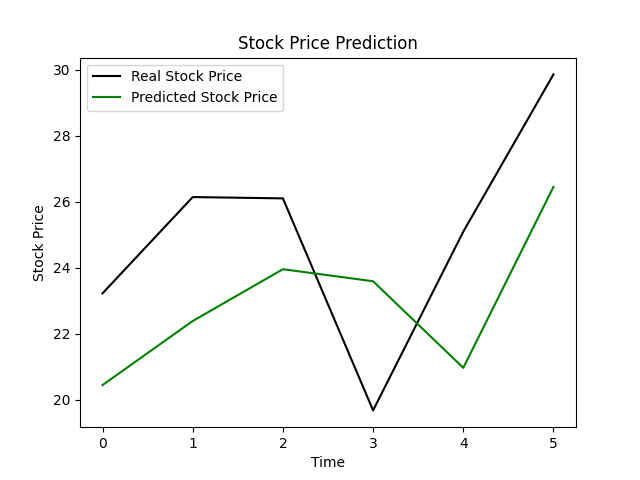 Stock Price Prediction
Real Stock Price
Predicted Stock Price
30
28
26
24
22
20
Stock Price
0 1 2 3 4 5
Time